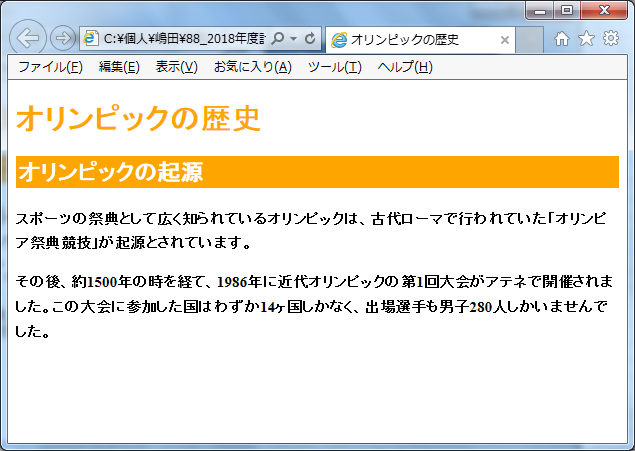 C:¥個人¥嶋田¥88_2018年度
オリンピックの歴史
ファイル(F) 編集(E) 表示(V) お気に入り(A) ツール(T) ヘルプ(H)
オリンピックの歴史
オリンピックの起源
スポーツの祭典として広く知られているオリンピックは、古代ローマで行われていた「オリンピ
ア祭典競技」が起源とされています。
その後、約1500年の時を経て、1986年に近代オリンピックの第1回大会がアテネで開催されま
した。この大会に参加した国はわずか14ヶ国しかなく、出場選手も男子280人しかいませんで
した。